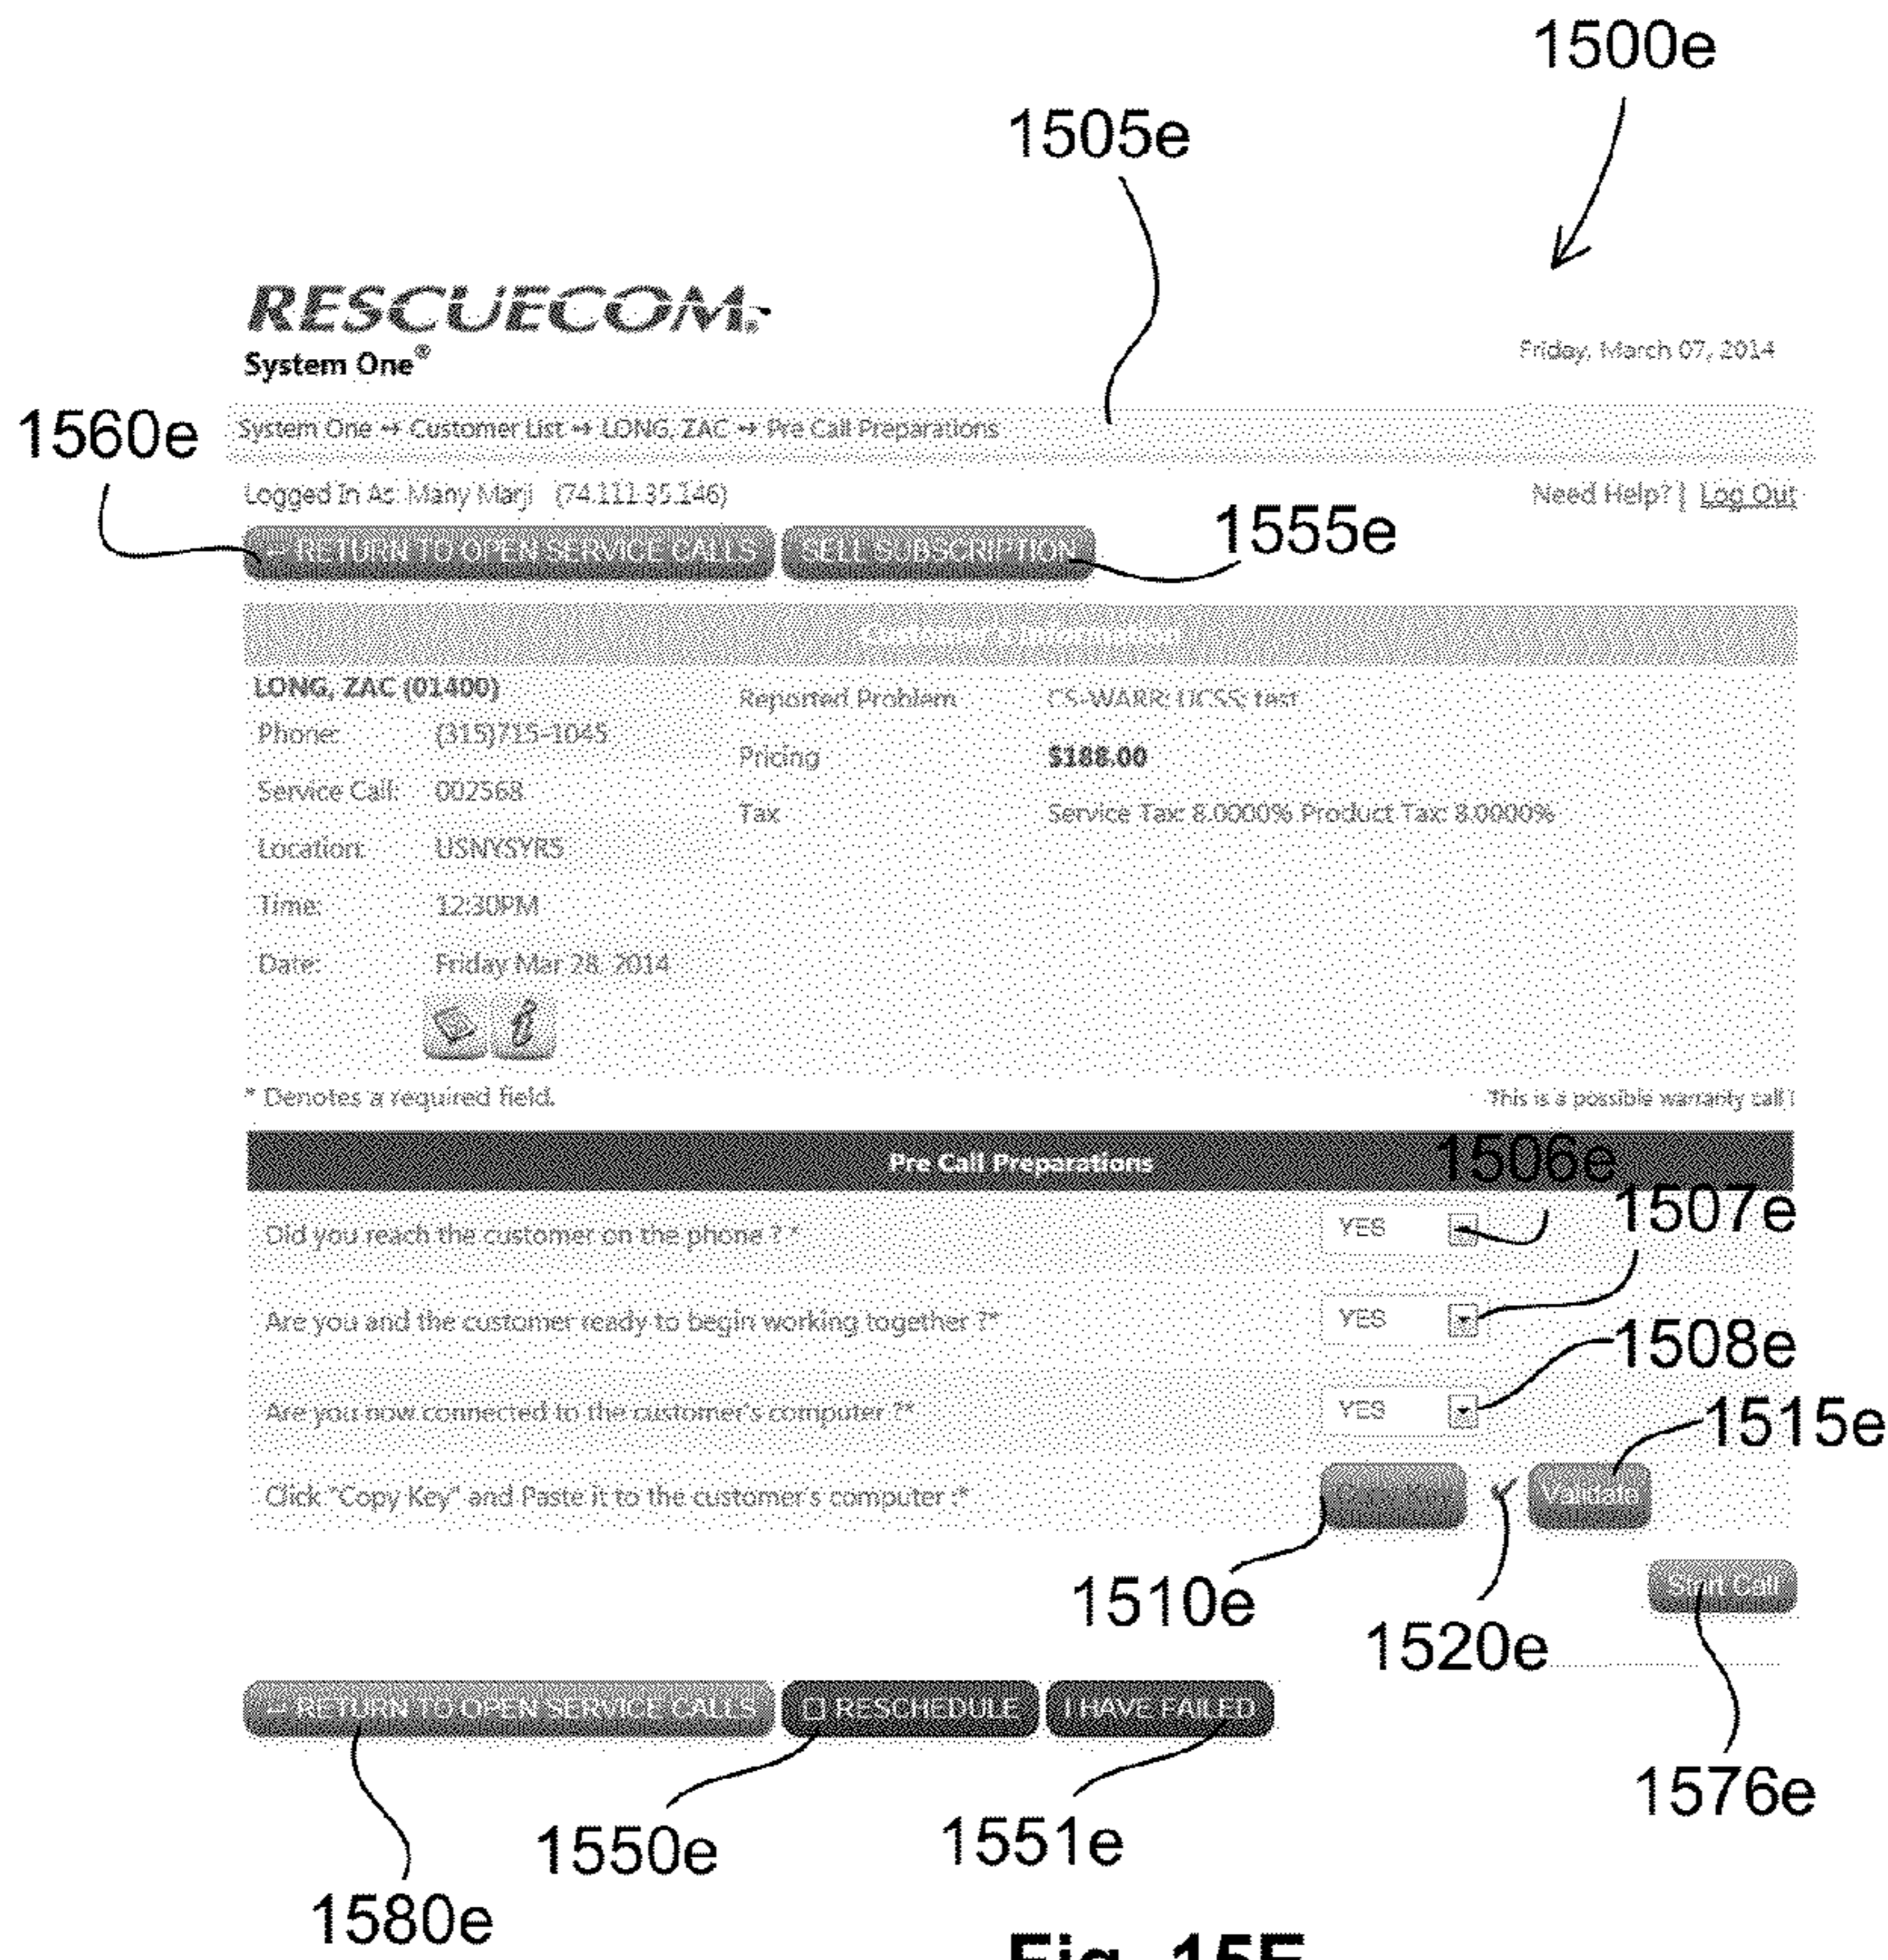 1500e
1505e
RESCUECOM®
System One®
Friday, March 07, 2014
1560e
System One ↔ Customer List ↔ LONG, ZAC ↔ Pre Call Preparations
Logged In As: Many Marji (74.111.35.146)
Need Help? | Log Out
← RETURN TO OPEN SERVICE CALLS
SELL SUBSCRIPTION
1555e
Customer's Information
LONG, ZAC (01400)
Reported Problem
CS-WARR; UCSS; test
Phone: (315)715-1045
Pricing
$188.00
Service Call: 002568
Tax
Service Tax: 8.0000% Product Tax: 8.0000%
Location: USNYSYR5
Time: 12:30PM
Date: Friday Mar 28, 2014
i
* Denotes a required field.
This is a possible warranty call !
Pre Call Preparations
1506e
Did you reach the customer on the phone ? *
YES
1507e
Are you and the customer ready to begin working together ?*
YES
1508e
Are you now connected to the customer's computer ?*
YES
1515e
Click "Copy Key" and Paste it to the customer's computer :*
Copy Key
Validate
1510e
1520e
Start Call
← RETURN TO OPEN SERVICE CALLS
RESCHEDULE
I HAVE FAILED
1576e
1550e
1551e
1580e
Fig. 15E